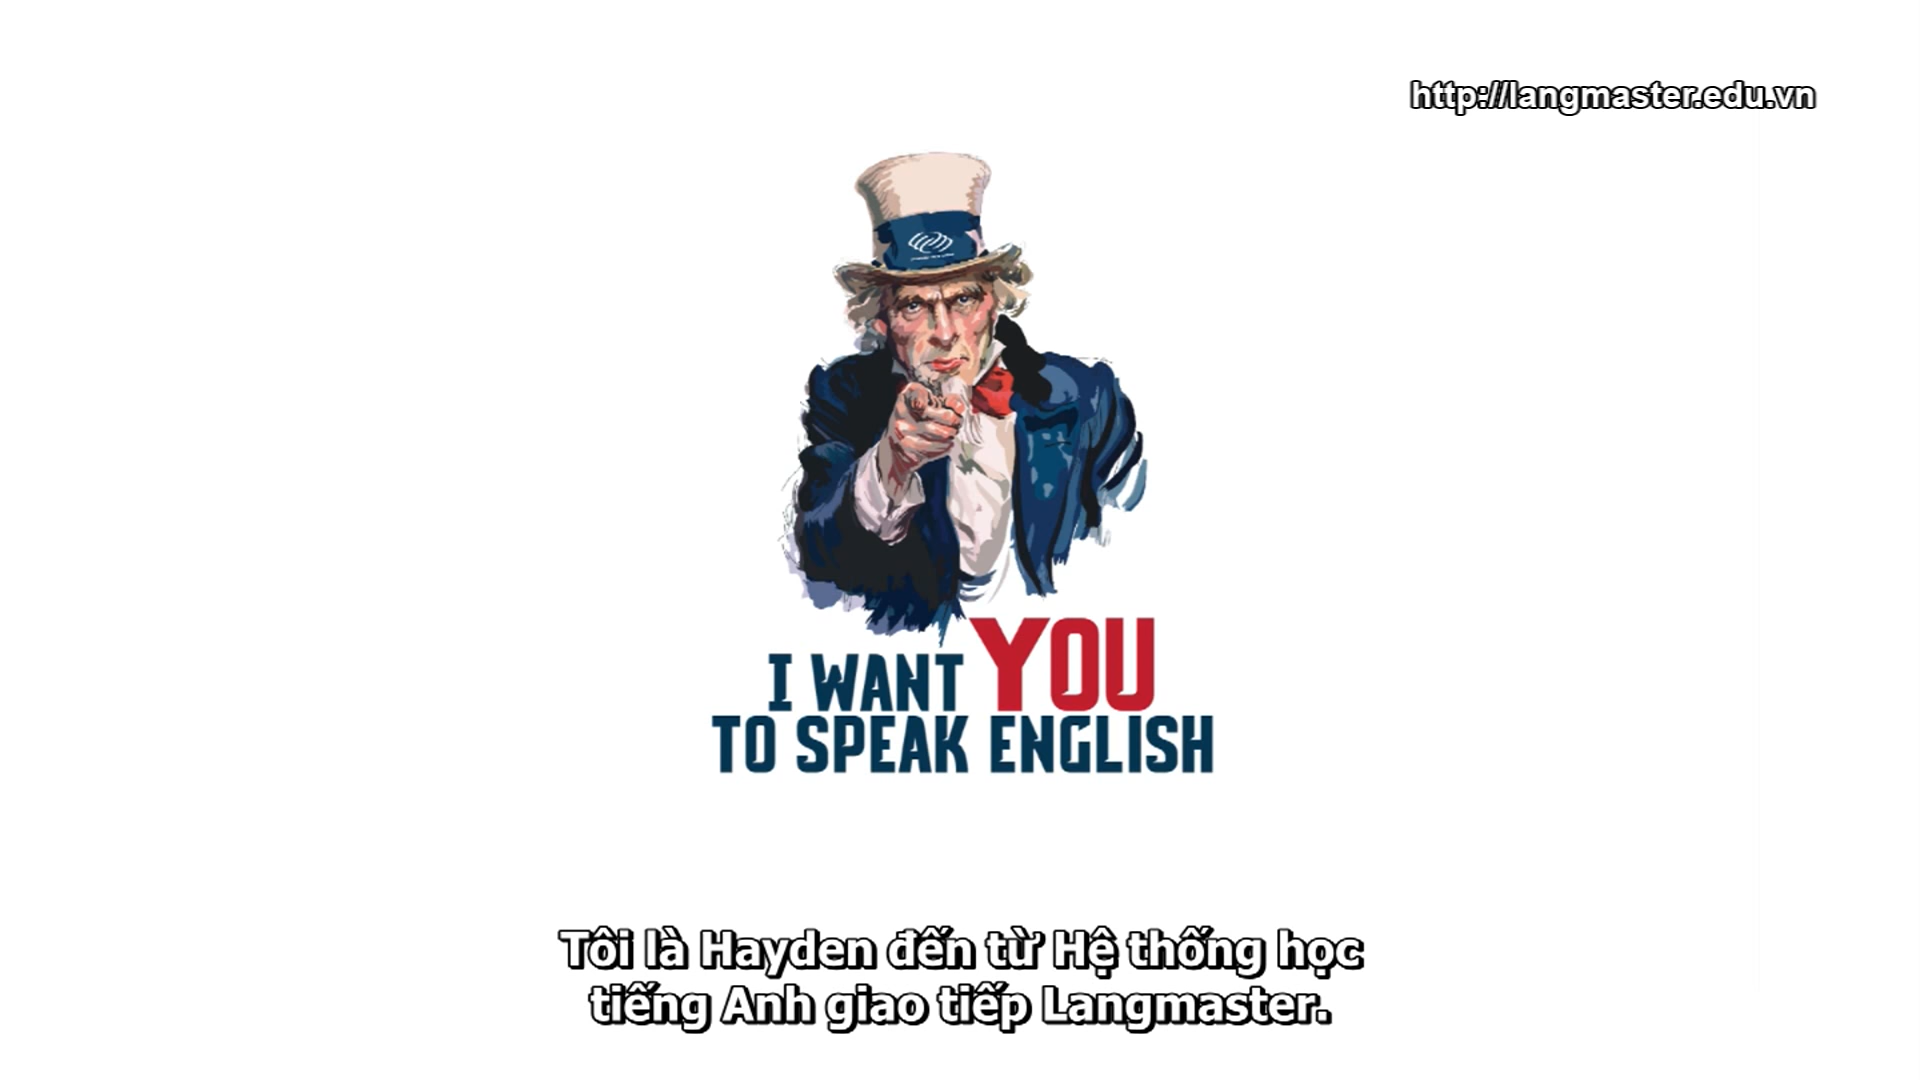 http://langmaster.edu.vn
I WANT YOU
TO SPEAK ENGLISH
Tôi là Hayden đến từ Hệ thống học
tiếng Anh giao tiếp Langmaster.